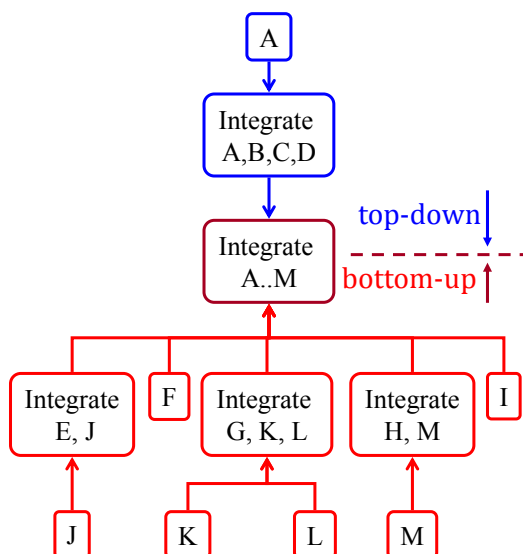 A
Integrate
A,B,C,D
top-down
Integrate
A..M
bottom-up
Integrate
E, J
F
Integrate
G, K, L
Integrate
H, M
I
J
K
L
M